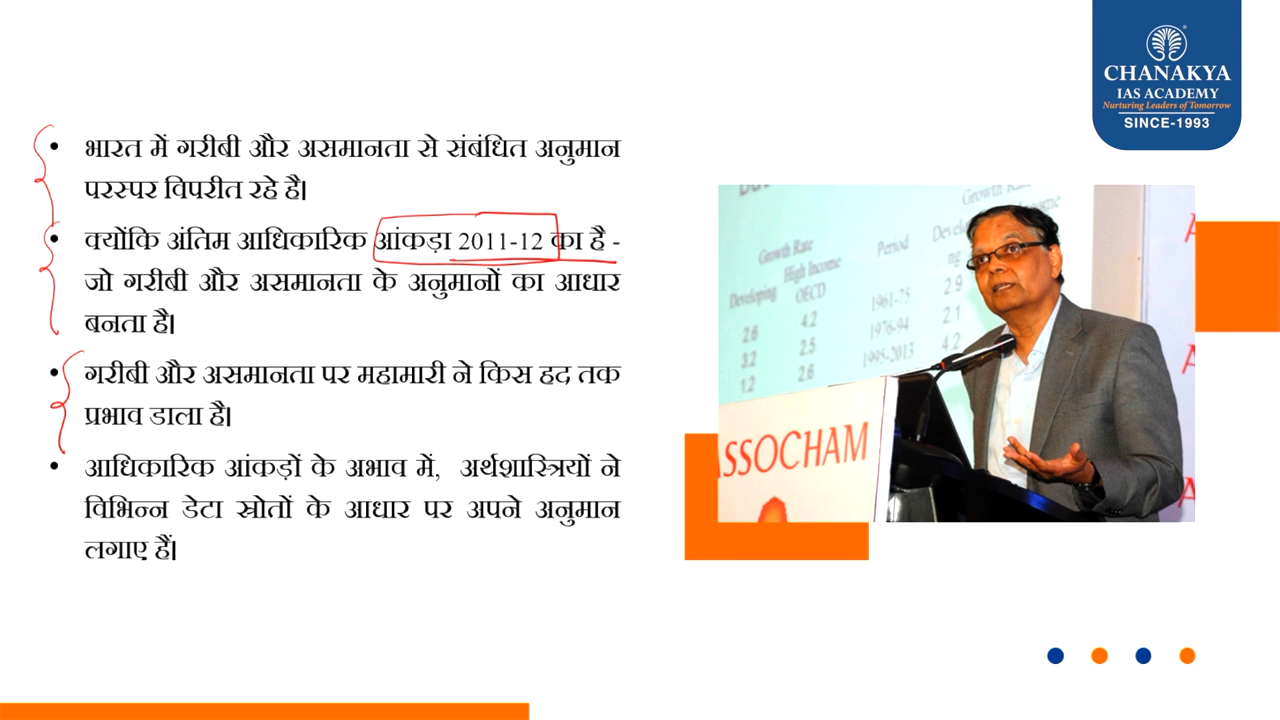 CHANAKYA
IAS ACADEMY
Nurturing Leaders of Tomorrow
SINCE-1993
• भारत में गरीबी और असमानता से संबंधित अनुमान
परस्पर विपरीत रहे है।
• क्योंकि अंतिम आधिकारिक आंकड़ा 2011-12 का है -
जो गरीबी और असमानता के अनुमानों का आधार
बनता है।
• गरीबी और असमानता पर महामारी ने किस हद तक
प्रभाव डाला है।
• आधिकारिक आंकड़ों के अभाव में, अर्थशास्त्रियों ने
विभिन्न डेटा स्रोतों के आधार पर अपने अनुमान
लगाए हैं।
Growth Rate
Growth Rate Period
High Income
Developing OECD
2.6 4.2 1961-75 2.9
3.2 2.5 1976-94 2.1
1.2 2.6 1995-2013 4.2
SSOCHAM